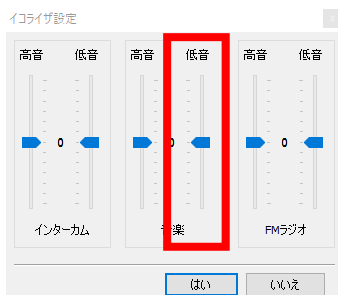 イコライザ設定
高音 低音 高音 低音 高音 低音
0 0 0
インターカム 音楽 FMラジオ
はい いいえ